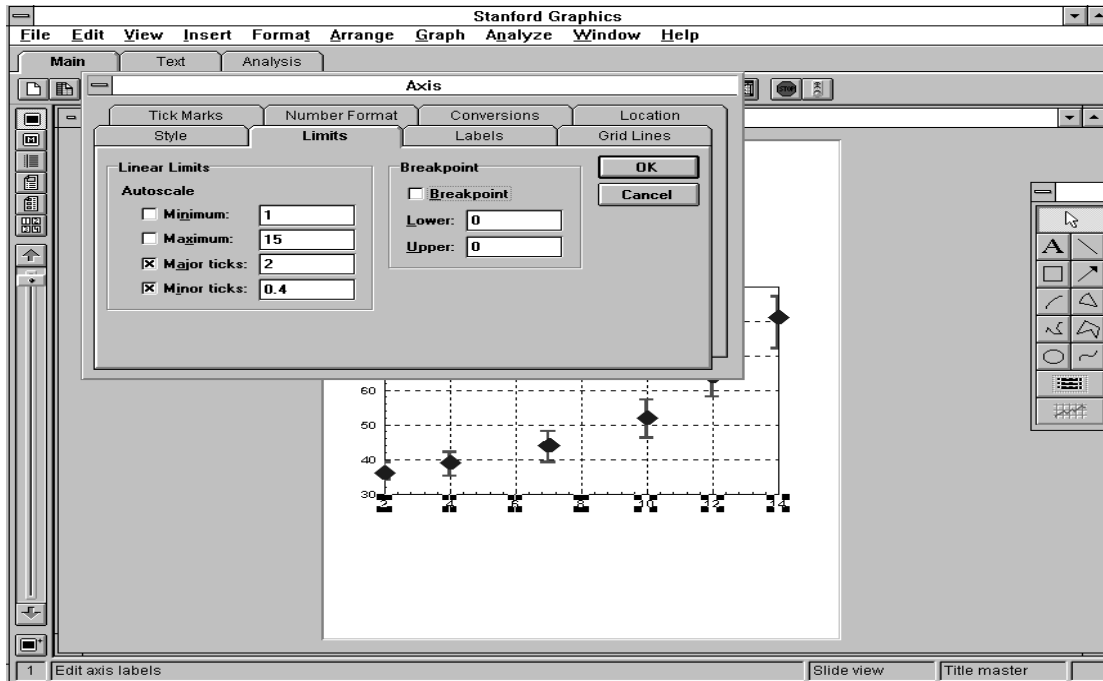 Stanford Graphics
File Edit View Insert Format Arrange Graph Analyze Window Help
Main Text Analysis
STOP
Axis
Tick Marks Number Format Conversions Location
Style Limits Labels Grid Lines
Linear Limits
Autoscale
Minimum: 1
Maximum: 15
Major ticks: 2
Minor ticks: 0.4
Breakpoint
Breakpoint
Lower: 0
Upper: 0
OK
Cancel
A
60
50
40
30
2 4 6 8 10 12 14
1 Edit axis labels Slide view Title master